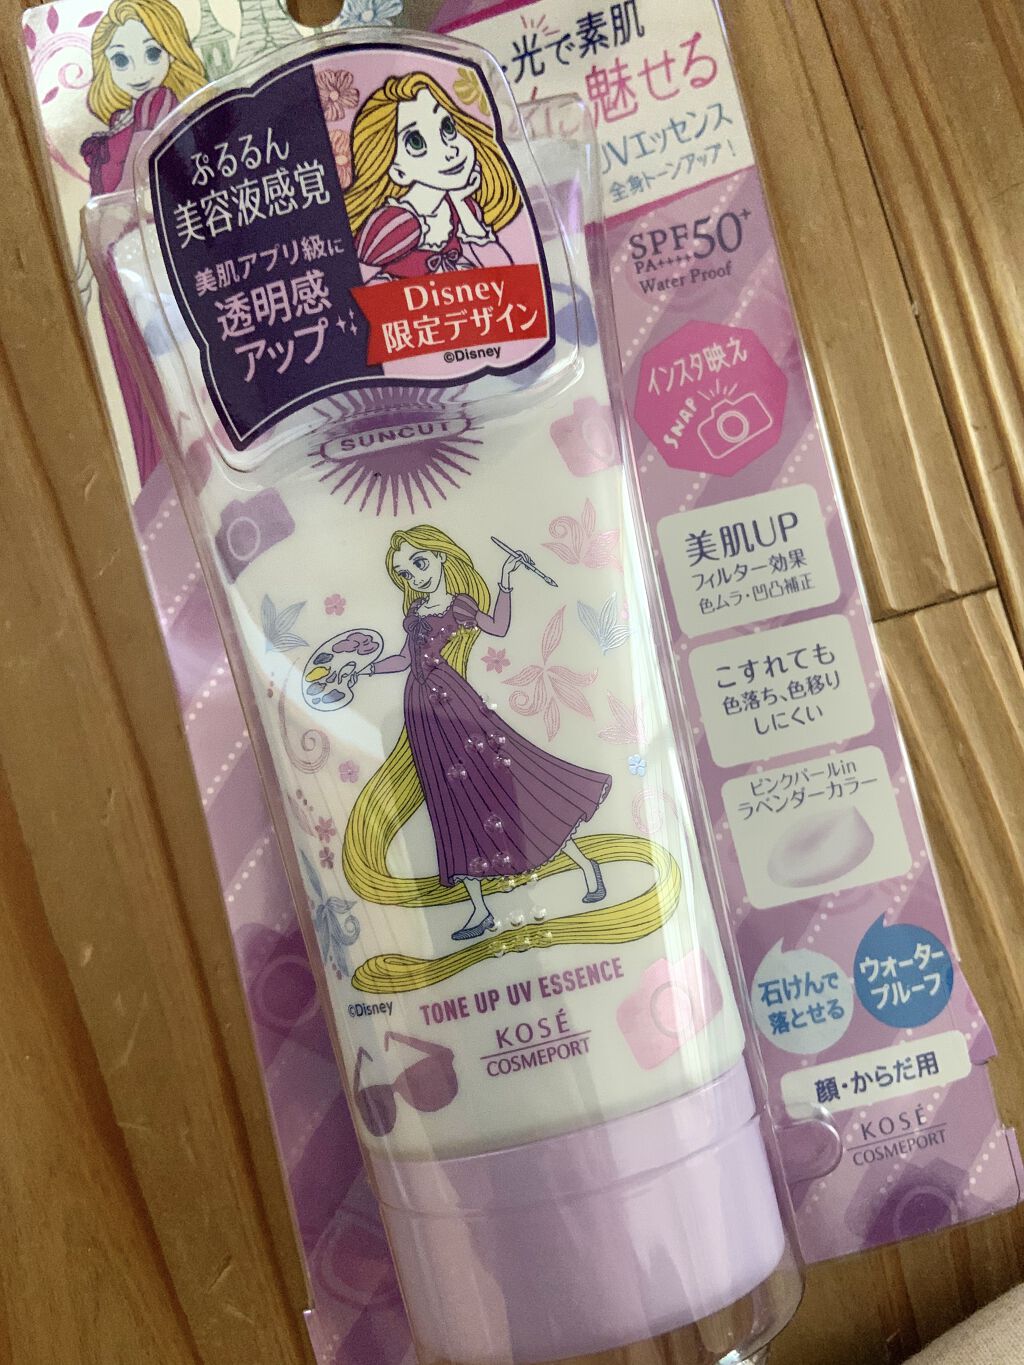 ぷるるん
美容液感覚
美肌アプリ級に
透明感
アップ
Disney
限定デザイン
©Disney
光で素肌
魅せる
UVエッセンス
全身トーンアップ！
SPF50+
PA++++
Water Proof
インスタ映え
SNAP
美肌UP
フィルター効果
色ムラ・凹凸補正
こすれても
色落ち、色移り
しにくい
ピンクパールin
ラベンダーカラー
石けんで
落とせる
ウォーター
プルーフ
顔・からだ用
KOSÉ
COSMEPORT
SUNCUT
©Disney
TONE UP UV ESSENCE
KOSÉ
COSMEPORT